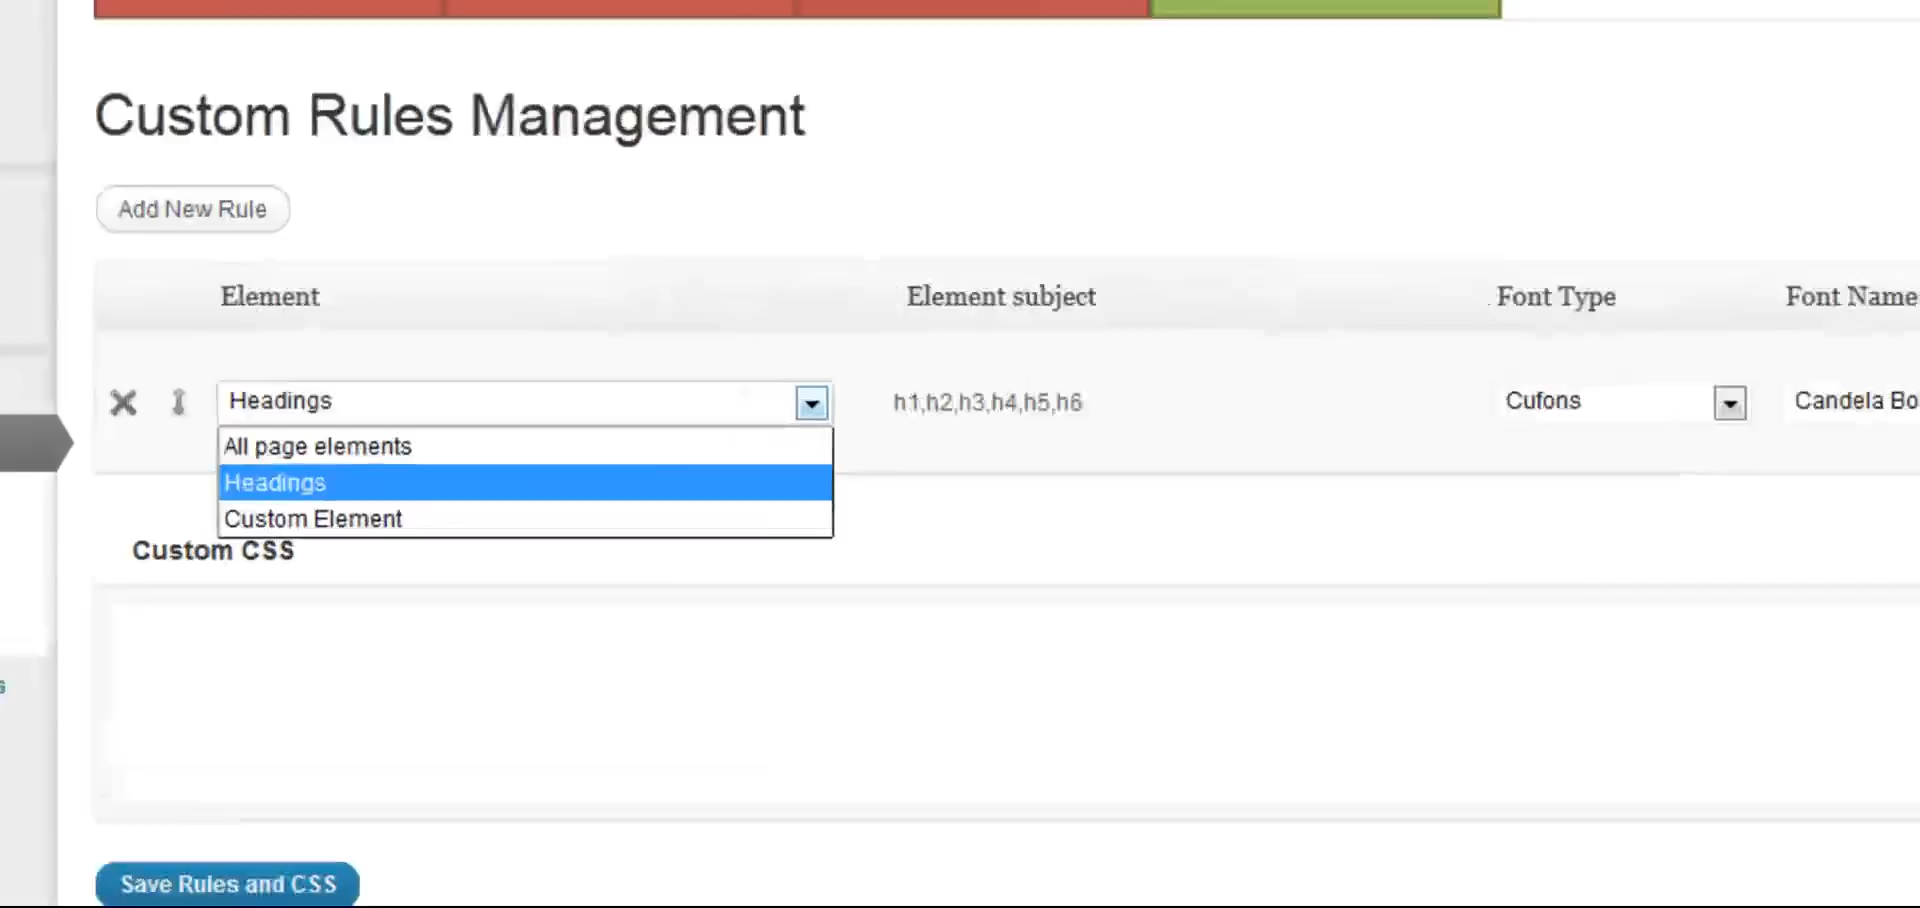 Custom Rules Management
Add New Rule
Element Element subject Font Type Font Name
Headings h1,h2,h3,h4,h5,h6 Cufons Candela Bo
All page elements
Headings
Custom Element
Custom CSS
Save Rules and CSS